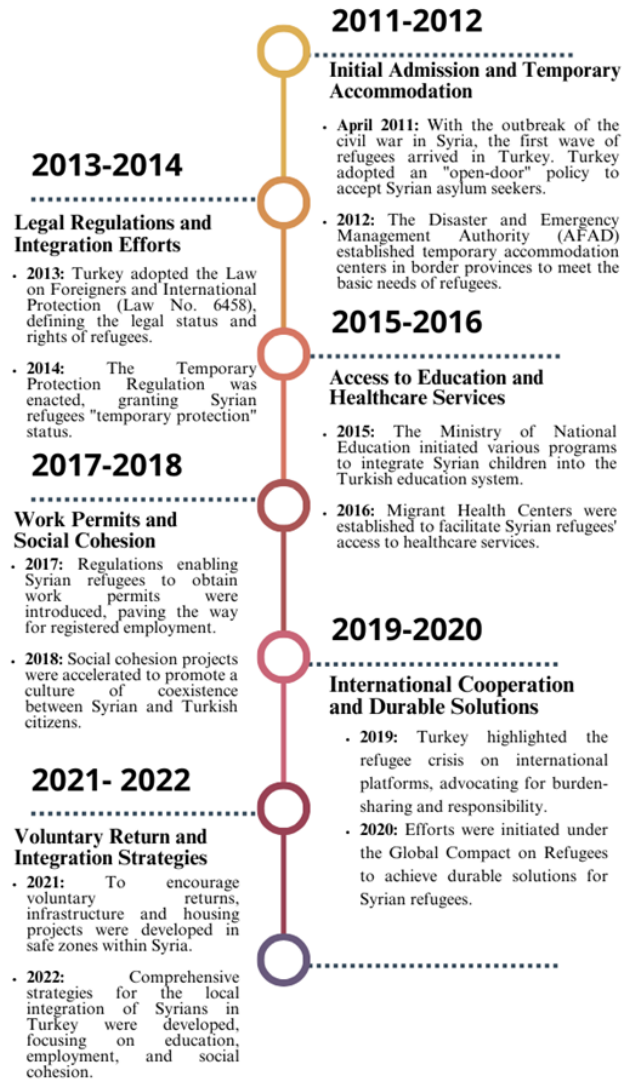 2011-2012
Initial Admission and Temporary
Accommodation
• April 2011: With the outbreak of the
civil war in Syria, the first wave of
refugees arrived in Turkey. Turkey
adopted an "open-door" policy to
accept Syrian asylum seekers.
• 2012: The Disaster and Emergency
Management Authority (AFAD)
established temporary accommodation
centers in border provinces to meet the
basic needs of refugees.
2013-2014
Legal Regulations and
Integration Efforts
• 2013: Turkey adopted the Law
on Foreigners and International
Protection (Law No. 6458),
defining the legal status and
rights of refugees.
• 2014: The Temporary
Protection Regulation was
enacted, granting Syrian
refugees "temporary protection"
status.
2015-2016
Access to Education and
Healthcare Services
• 2015: The Ministry of National
Education initiated various programs
to integrate Syrian children into the
Turkish education system.
• 2016: Migrant Health Centers were
established to facilitate Syrian refugees'
access to healthcare services.
2017-2018
Work Permits and
Social Cohesion
• 2017: Regulations enabling
Syrian refugees to obtain
work permits were
introduced, paving the way
for registered employment.
• 2018: Social cohesion projects
were accelerated to promote a
culture of coexistence
between Syrian and Turkish
citizens.
2019-2020
International Cooperation
and Durable Solutions
• 2019: Turkey highlighted the
refugee crisis on international
platforms, advocating for burden-
sharing and responsibility.
• 2020: Efforts were initiated under
the Global Compact on Refugees
to achieve durable solutions for
Syrian refugees.
2021- 2022
Voluntary Return and
Integration Strategies
• 2021: To encourage
voluntary returns,
infrastructure and housing
projects were developed in
safe zones within Syria.
• 2022: Comprehensive
strategies for the local
integration of Syrians in
Turkey were developed,
focusing on education,
employment, and social
cohesion.